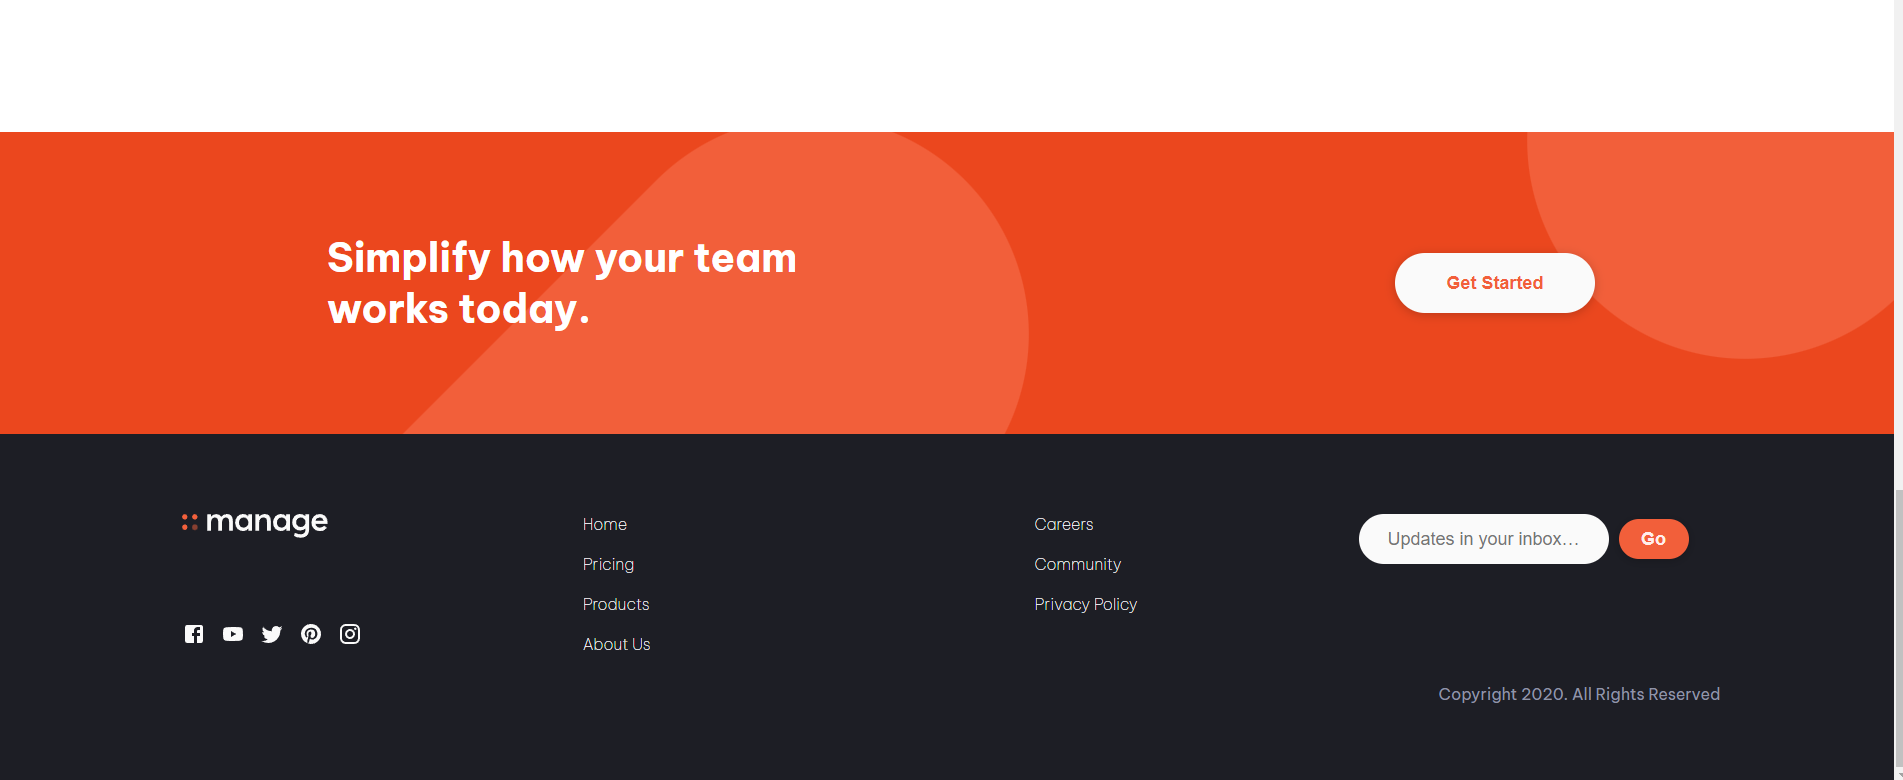 Simplify how your team
works today.
Get Started
manage
Home
Pricing
Products
About Us
Careers
Community
Privacy Policy
Updates in your inbox…
Go
Copyright 2020. All Rights Reserved